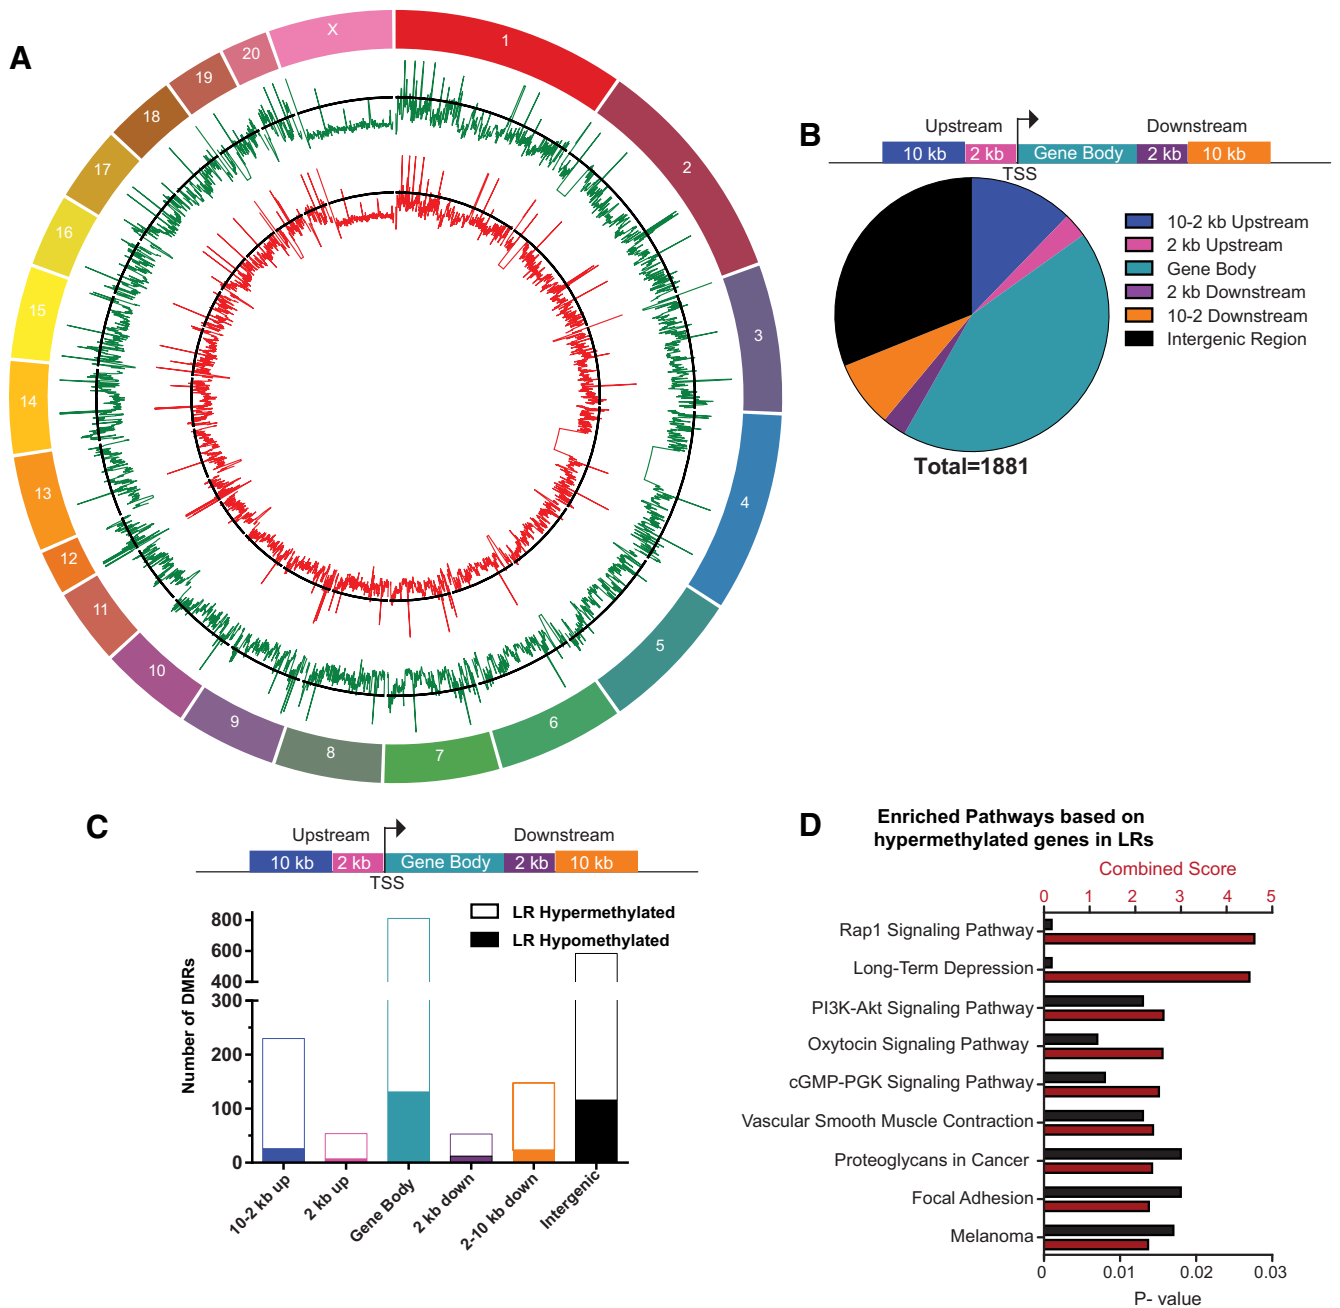 A
1
2
3
4
5
6
7
8
9
10
11
12
13
14
15
16
17
18
19
20
X
B
Upstream Downstream
10 kb 2 kb Gene Body 2 kb 10 kb
TSS
10-2 kb Upstream
2 kb Upstream
Gene Body
2 kb Downstream
10-2 Downstream
Intergenic Region
Total=1881
C
Upstream Downstream
10 kb 2 kb Gene Body 2 kb 10 kb
TSS
LR Hypermethylated
LR Hypomethylated
Number of DMRs
800
600
400
300
200
100
0
10-2 kb up
2 kb up
Gene Body
2 kb down
2-10 kb down
Intergenic
D
Enriched Pathways based on
hypermethylated genes in LRs
Combined Score
0 1 2 3 4 5
Rap1 Signaling Pathway
Long-Term Depression
PI3K-Akt Signaling Pathway
Oxytocin Signaling Pathway
cGMP-PGK Signaling Pathway
Vascular Smooth Muscle Contraction
Proteoglycans in Cancer
Focal Adhesion
Melanoma
0 0.01 0.02 0.03
P- value